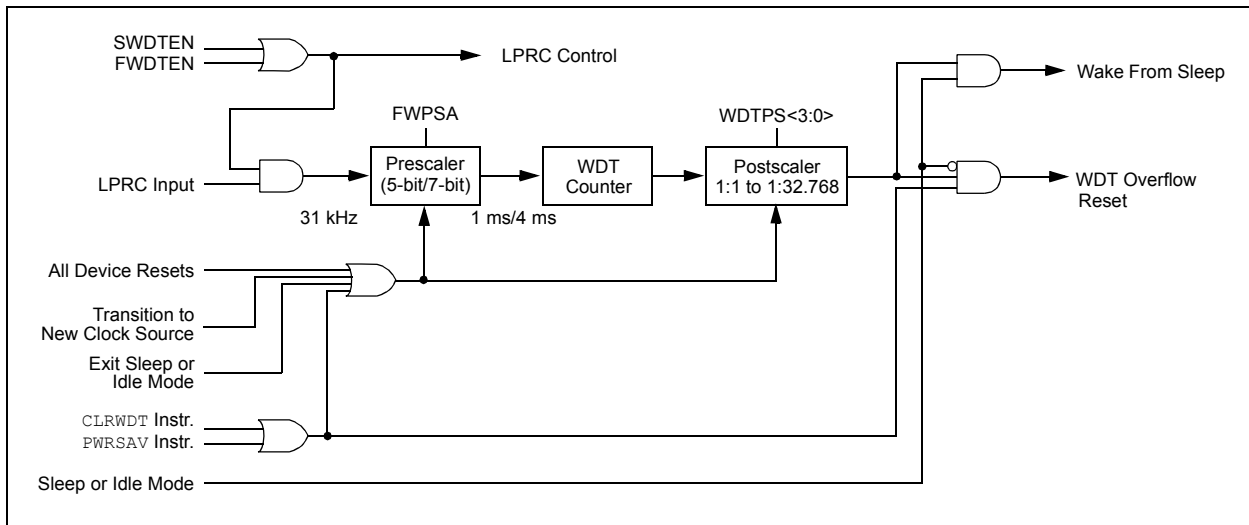 SWDTEN
FWDTEN
LPRC Control
Wake From Sleep
FWPSA
WDTPS<3:0>
LPRC Input
Prescaler
(5-bit/7-bit)
WDT
Counter
Postscaler
1:1 to 1:32.768
WDT Overflow
Reset
31 kHz
1 ms/4 ms
All Device Resets
Transition to
New Clock Source
Exit Sleep or
Idle Mode
CLRWDT Instr.
PWRSAV Instr.
Sleep or Idle Mode